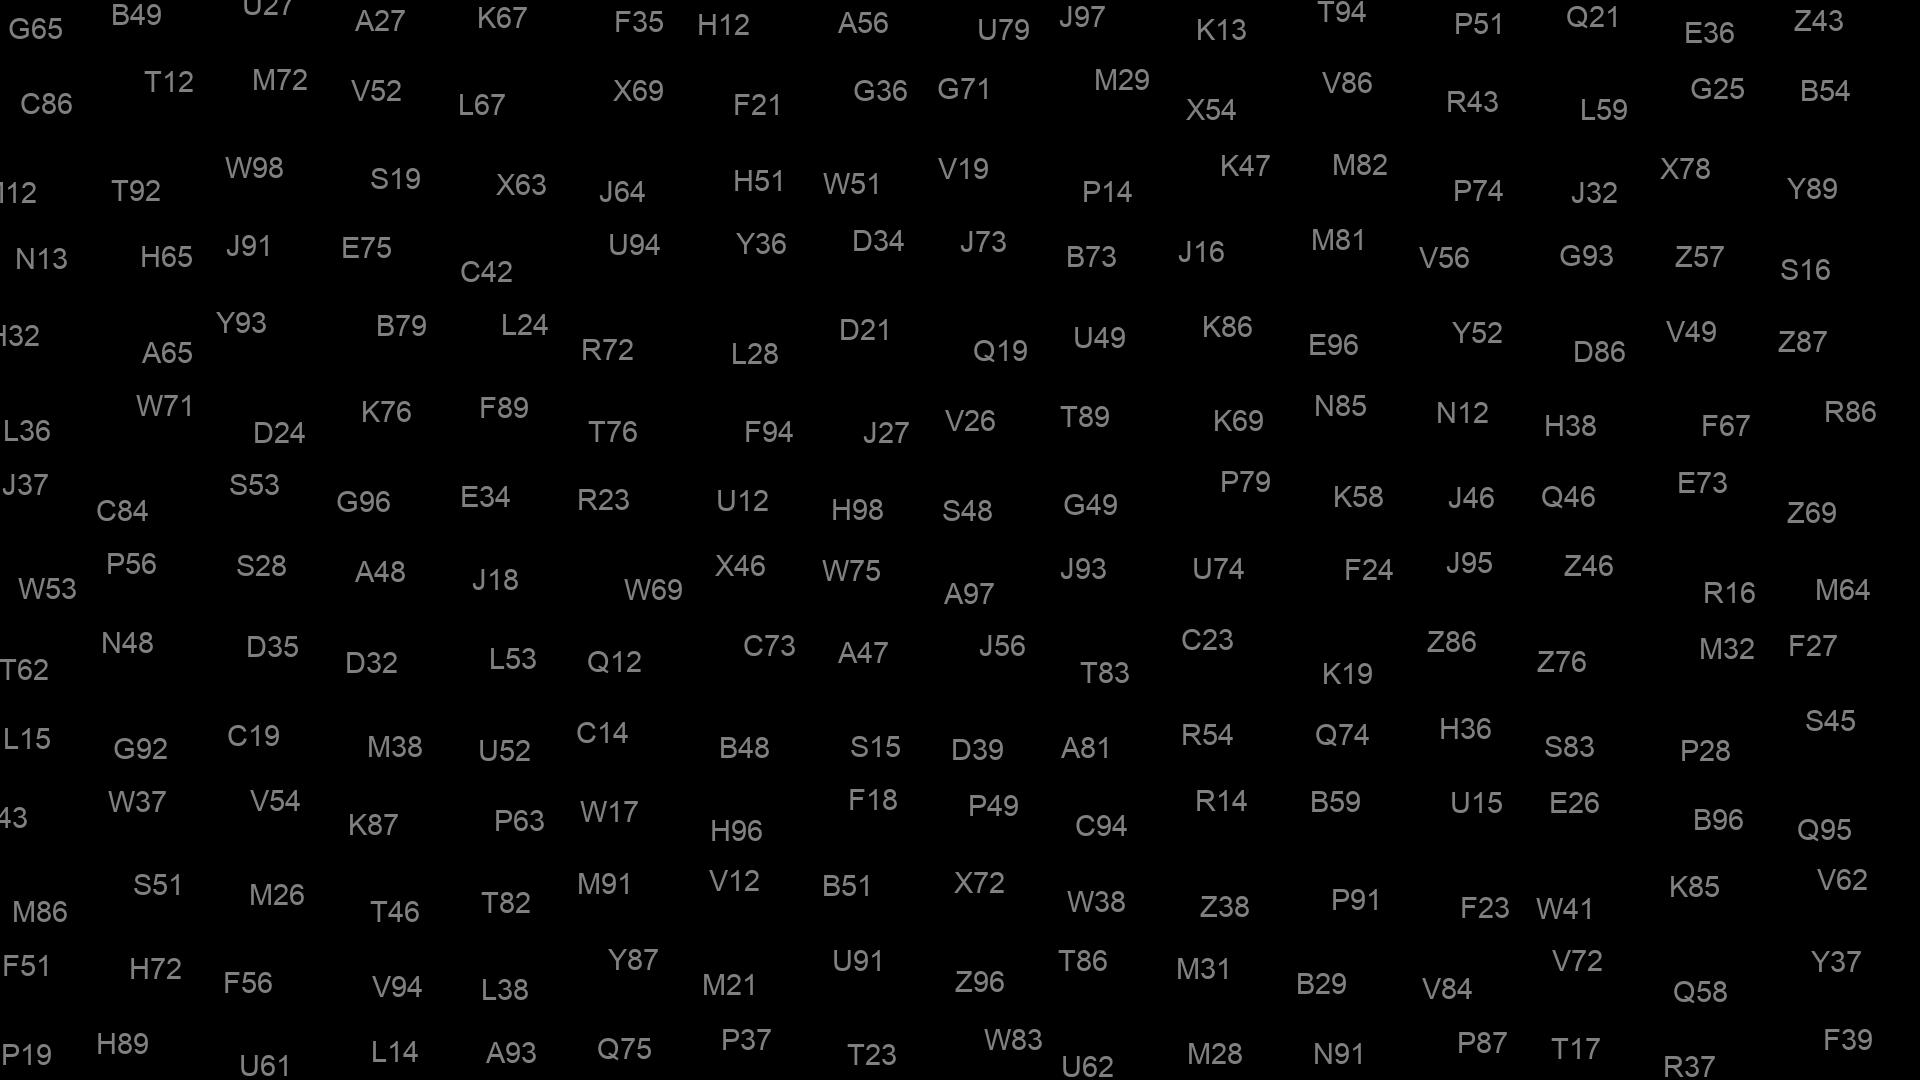 G65 B49 U27 A27 K67 F35 H12 A56 U79 J97 K13 T94 P51 Q21 E36 Z43
C86 T12 M72 V52 L67 X69 F21 G36 G71 M29 X54 V86 R43 L59 G25 B54
T92 W98 S19 X63 J64 H51 W51 V19 P14 K47 M82 P74 J32 X78 Y89
N13 H65 J91 E75 C42 U94 Y36 D34 J73 B73 J16 M81 V56 G93 Z57 S16
H32 A65 Y93 B79 L24 R72 L28 D21 Q19 U49 K86 E96 Y52 D86 V49 Z87
L36 W71 D24 K76 F89 T76 F94 J27 V26 T89 K69 N85 N12 H38 F67 R86
J37 C84 S53 G96 E34 R23 U12 H98 S48 G49 P79 K58 J46 Q46 E73 Z69
W53 P56 S28 A48 J18 W69 X46 W75 A97 J93 U74 F24 J95 Z46 R16 M64
T62 N48 D35 D32 L53 Q12 C73 A47 J56 T83 C23 K19 Z86 Z76 M32 F27
L15 G92 C19 M38 U52 C14 B48 S15 D39 A81 R54 Q74 H36 S83 P28 S45
43 W37 V54 K87 P63 W17 H96 F18 P49 C94 R14 B59 U15 E26 B96 Q95
M86 S51 M26 T46 T82 M91 V12 B51 X72 W38 Z38 P91 F23 W41 K85 V62
F51 H72 F56 V94 L38 Y87 M21 U91 Z96 T86 M31 B29 V84 V72 Q58 Y37
P19 H89 U61 L14 A93 Q75 P37 T23 W83 U62 M28 N91 P87 T17 R37 F39